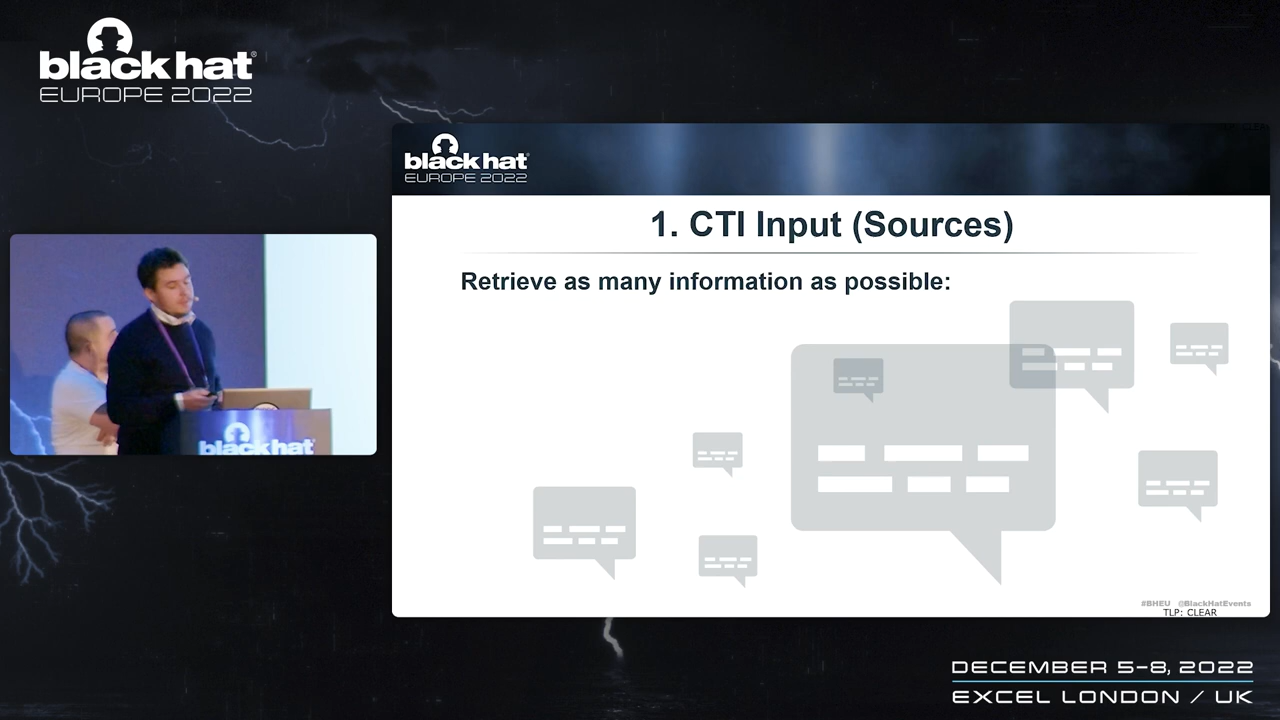 black hat®
EUROPE 2022
black hat®
EUROPE 2022
1. CTI Input (Sources)
Retrieve as many information as possible:
black hat
#BHEU @BlackHatEvents
TLP: CLEAR
DECEMBER 5-8, 2022
EXCEL LONDON / UK